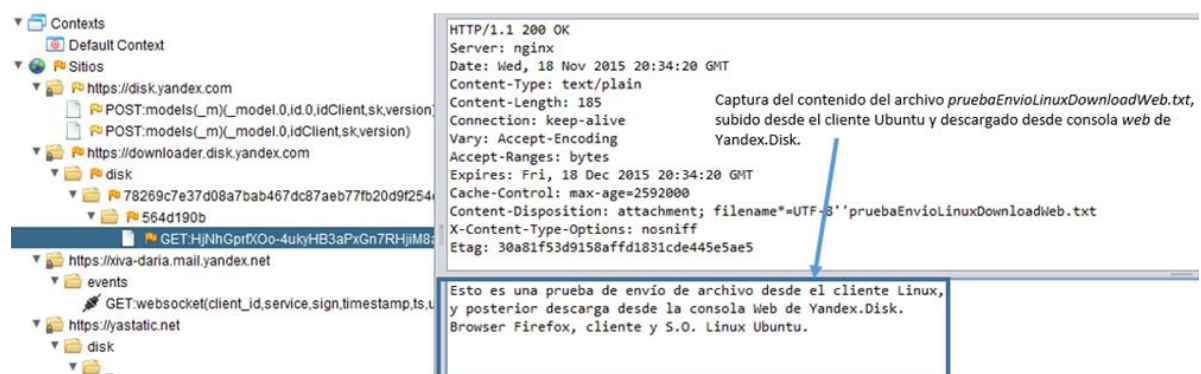 Contexts
Default Context
Sitios
https://disk.yandex.com
POST:models(_m)(_model.0,id.0,idClient,sk,version)
POST:models(_m)(_model.0,idClient,sk,version)
https://downloader.disk.yandex.com
disk
78269c7e37d08a7bab467dc87aeb77fb20d9f254
564d190b
GET:HjNhGprfXOo-4ukyHB3aPxGn7RHjiM8
https://xiva-daria.mail.yandex.net
events
GET:websocket(client_id,service,sign,timestamp,ts,u
https://yastatic.net
disk
HTTP/1.1 200 OK
Server: nginx
Date: Wed, 18 Nov 2015 20:34:20 GMT
Content-Type: text/plain
Content-Length: 185
Connection: keep-alive
Vary: Accept-Encoding
Accept-Ranges: bytes
Expires: Fri, 18 Dec 2015 20:34:20 GMT
Cache-Control: max-age=2592000
Content-Disposition: attachment; filename*=UTF-8''pruebaEnvioLinuxDownloadWeb.txt
X-Content-Type-Options: nosniff
Etag: 30a81f53d9158affd1831cde445e5ae5
Captura del contenido del archivo pruebaEnvioLinuxDownloadWeb.txt,
subido desde el cliente Ubuntu y descargado desde consola web de
Yandex.Disk.
Esto es una prueba de envío de archivo desde el cliente Linux,
y posterior descarga desde la consola Web de Yandex.Disk.
Browser Firefox, cliente y S.O. Linux Ubuntu.